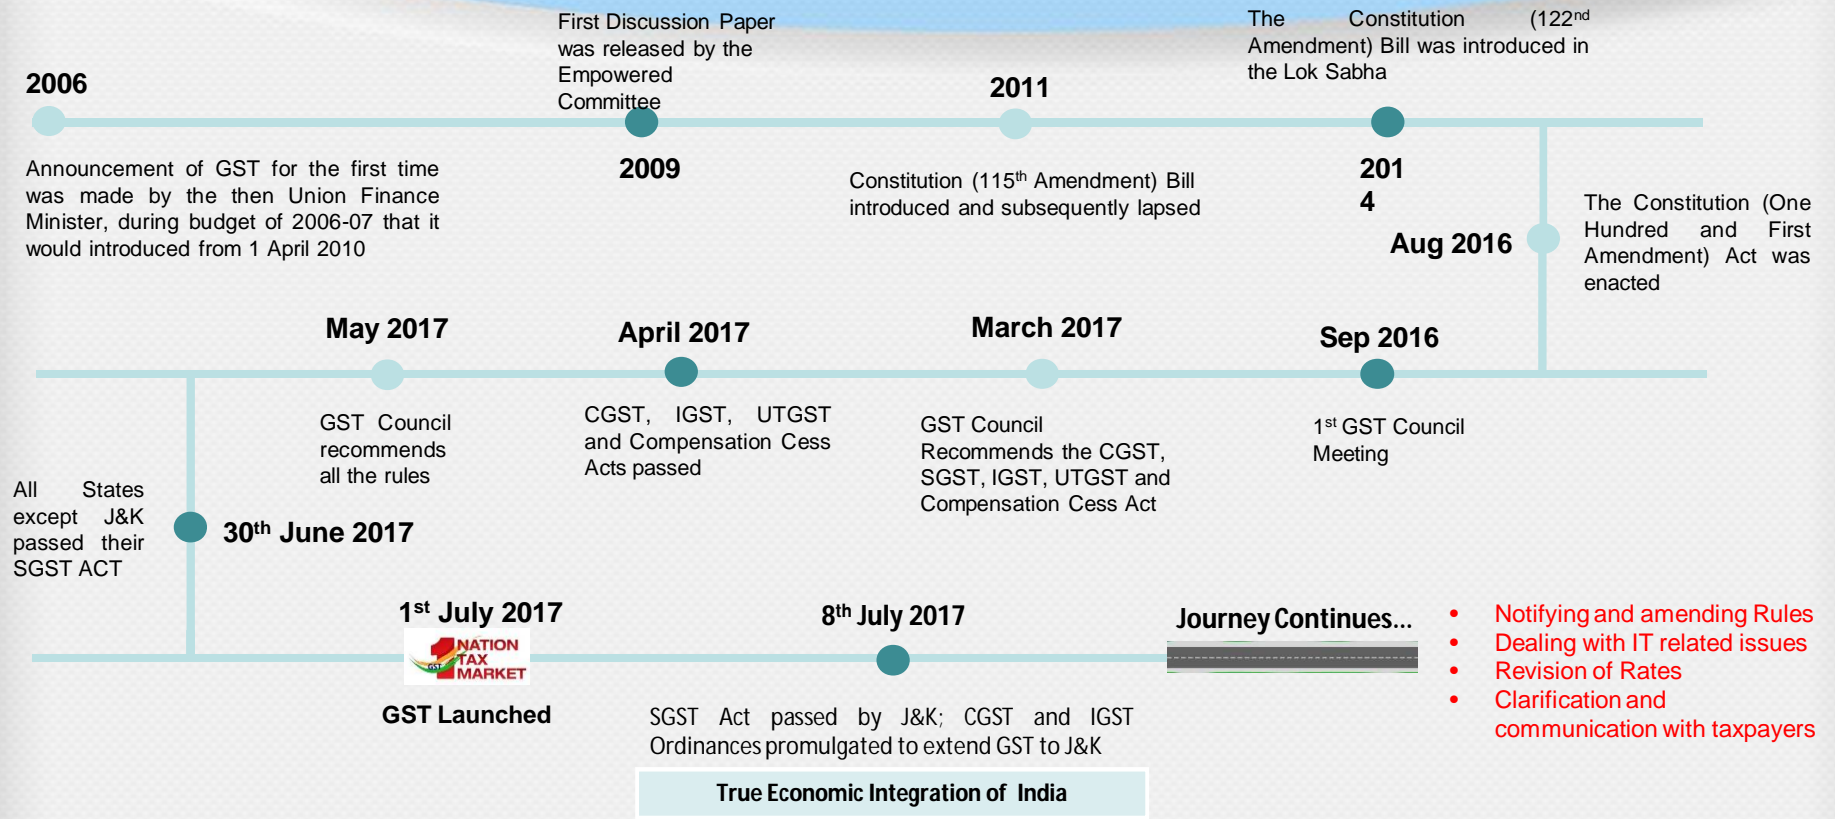 2006
Announcement of GST for the first time
was made by the then Union Finance
Minister, during budget of 2006-07 that it
would introduced from 1 April 2010
First Discussion Paper
was released by the
Empowered
Committee
2009
2011
Constitution (115th Amendment) Bill
introduced and subsequently lapsed
The Constitution (122nd
Amendment) Bill was introduced in
the Lok Sabha
201
4
Aug 2016
The Constitution (One
Hundred and First
Amendment) Act was
enacted
Sep 2016
1st GST Council
Meeting
March 2017
GST Council
Recommends the CGST,
SGST, IGST, UTGST and
Compensation Cess Act
April 2017
CGST, IGST, UTGST
and Compensation Cess
Acts passed
May 2017
GST Council
recommends
all the rules
All States
except J&K
passed their
SGST ACT
30th June 2017
1st July 2017
GST
1 NATION
TAX
MARKET
GST Launched
8th July 2017
SGST Act passed by J&K; CGST and IGST
Ordinances promulgated to extend GST to J&K
True Economic Integration of India
Journey Continues...
• Notifying and amending Rules
• Dealing with IT related issues
• Revision of Rates
• Clarification and
communication with taxpayers